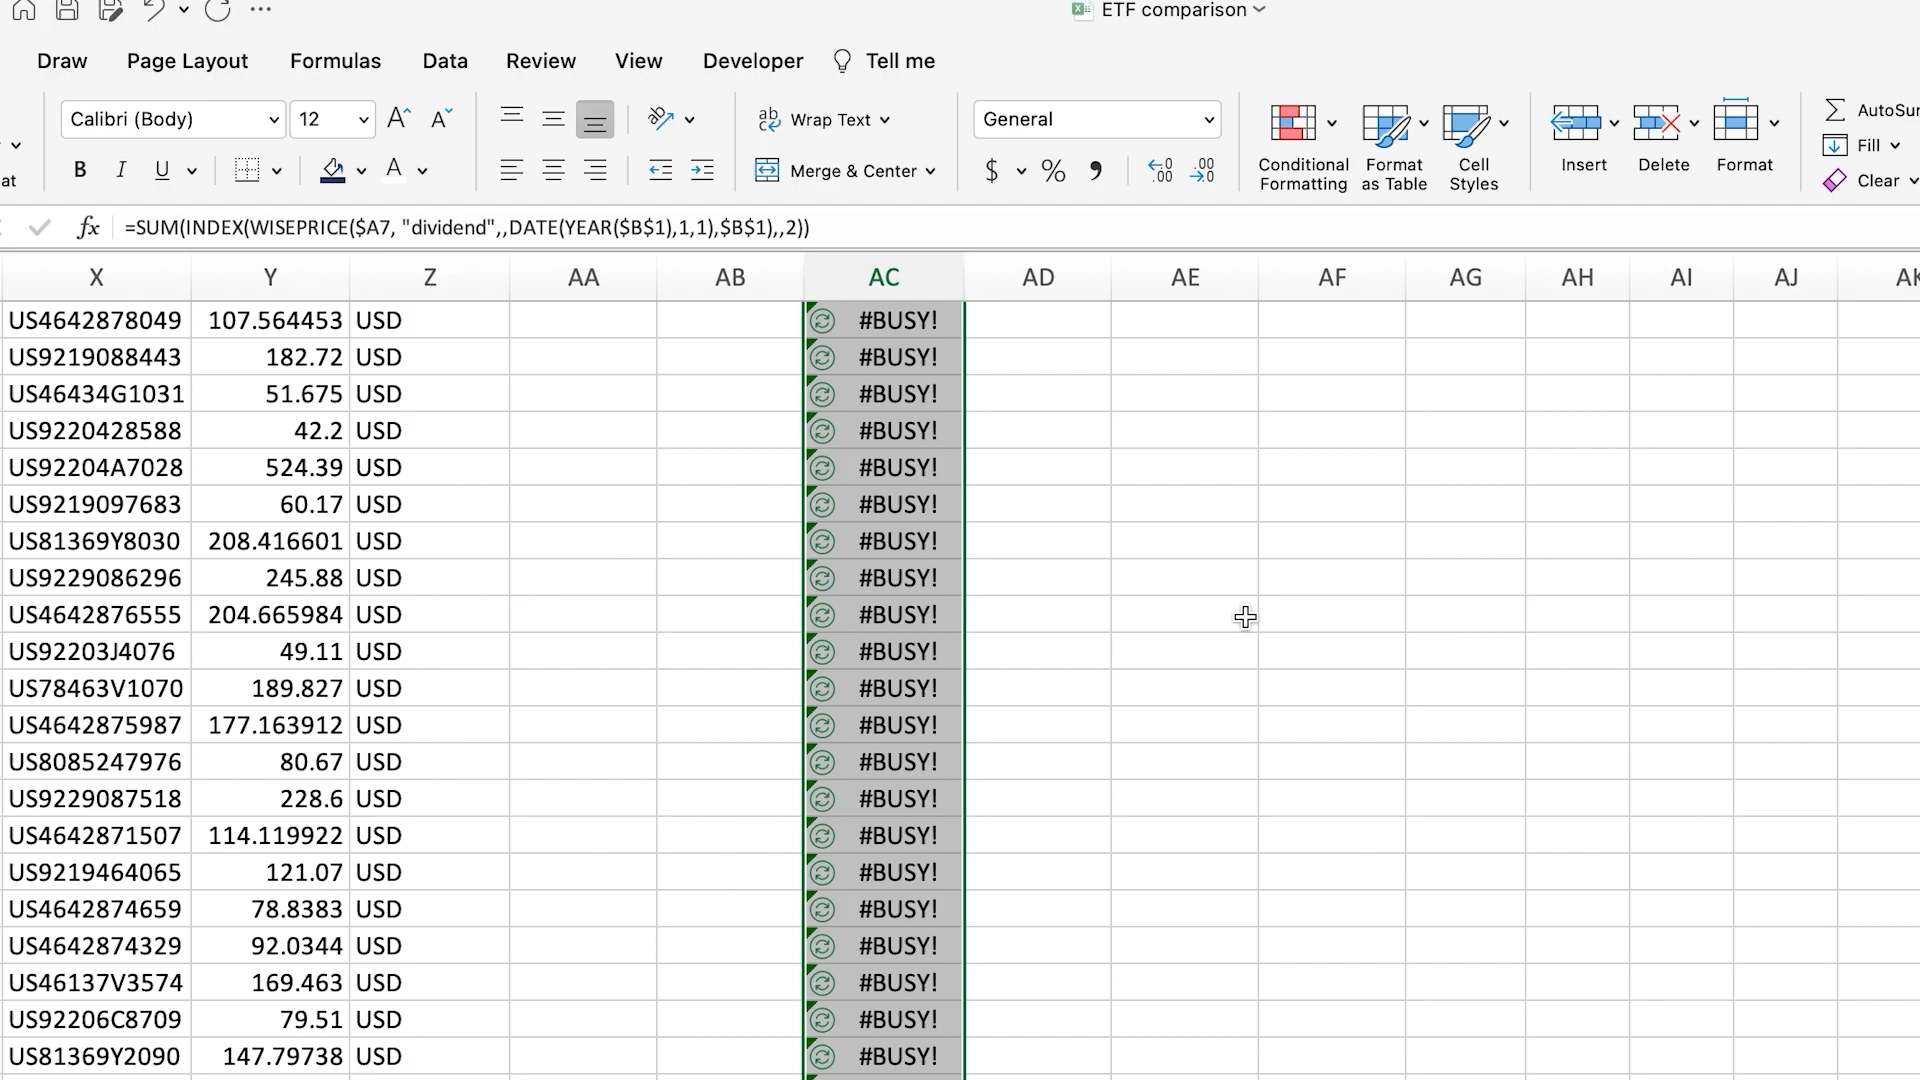 ETF comparison
Draw Page Layout Formulas Data Review View Developer Tell me
Calibri (Body) 12 A A ab Wrap Text General AutoSu
at B I U A Merge & Center $ % , .00 .00 Conditional Formatting Format as Table Cell Styles Insert Delete Format Fill Clear
fx =SUM(INDEX(WISEPRICE($A7, "dividend",,DATE(YEAR($B$1),1,1),$B$1),,2))
X Y Z AA AB AC AD AE AF AG AH AI AJ AK
US4642878049 107.564453 USD #BUSY!
US9219088443 182.72 USD #BUSY!
US46434G1031 51.675 USD #BUSY!
US9220428588 42.2 USD #BUSY!
US92204A7028 524.39 USD #BUSY!
US9219097683 60.17 USD #BUSY!
US81369Y8030 208.416601 USD #BUSY!
US9229086296 245.88 USD #BUSY!
US4642876555 204.665984 USD #BUSY!
US92203J4076 49.11 USD #BUSY!
US78463V1070 189.827 USD #BUSY!
US4642875987 177.163912 USD #BUSY!
US8085247976 80.67 USD #BUSY!
US9229087518 228.6 USD #BUSY!
US4642871507 114.119922 USD #BUSY!
US9219464065 121.07 USD #BUSY!
US4642874659 78.8383 USD #BUSY!
US4642874329 92.0344 USD #BUSY!
US46137V3574 169.463 USD #BUSY!
US92206C8709 79.51 USD #BUSY!
US81369Y2090 147.79738 USD #BUSY!